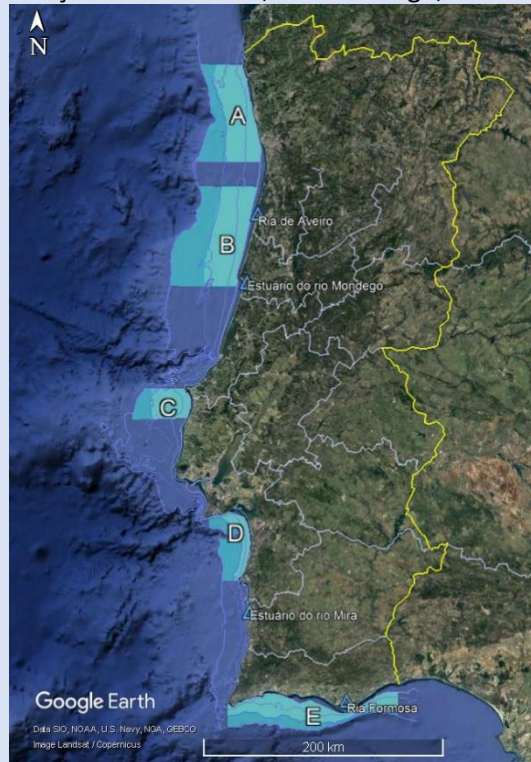 N
A
Ria de Aveiro
B
Estuário do rio Mondego
C
D
Estuário do rio Mira
Ria Formosa
E
Google Earth
Data SIO, NOAA, U.S. Navy, NGA, GEBCO
Image Landsat / Copernicus
200 km